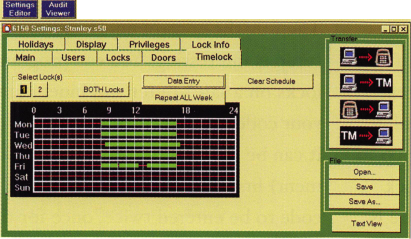 Settings Editor
Audit Viewer
6150 Settings: Stanley.s50
Holidays Display Privileges Lock Info
Main Users Locks Doors Timelock
Select Lock(s)
1 2
BOTH Locks
Data Entry
Clear Schedule
Repeat ALL Week
0 3 6 12 18 24
Mon
Tue
Wed
Thu
Fri
Sat
Sun
Transfer
TM
TM
File
Open...
Save
Save As...
Text View